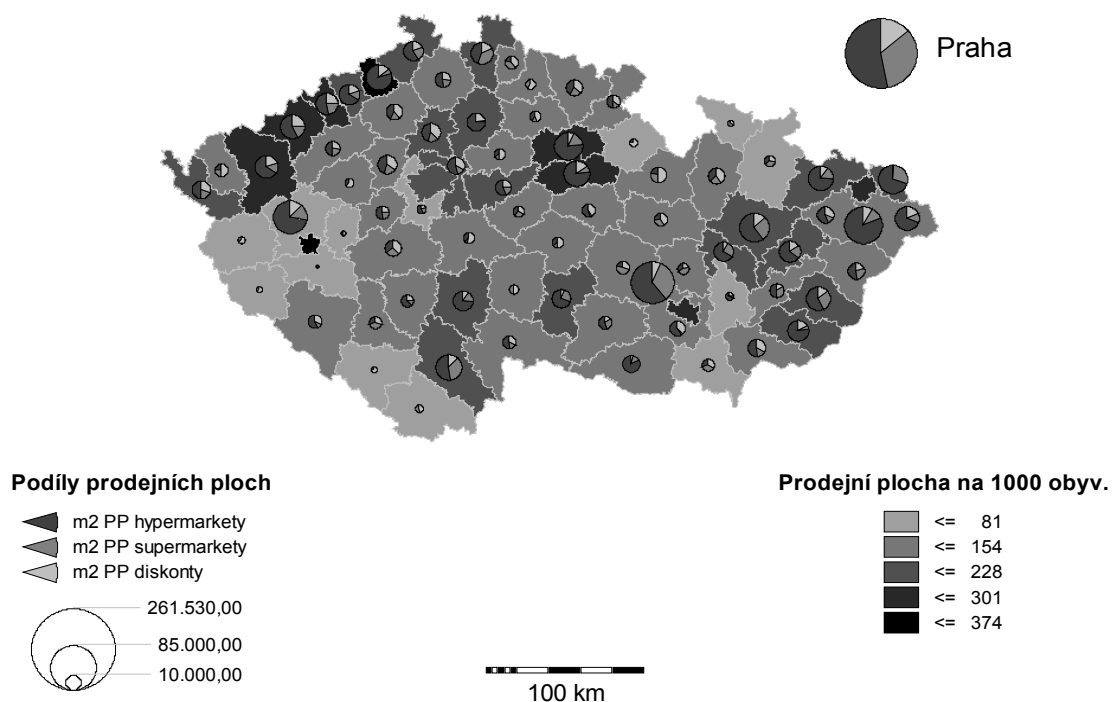 Praha
Podíly prodejních ploch
m2 PP hypermarkety
m2 PP supermarkety
m2 PP diskonty
261.530,00
85.000,00
10.000,00
100 km
Prodejní plocha na 1000 obyv.
<= 81
<= 154
<= 228
<= 301
<= 374